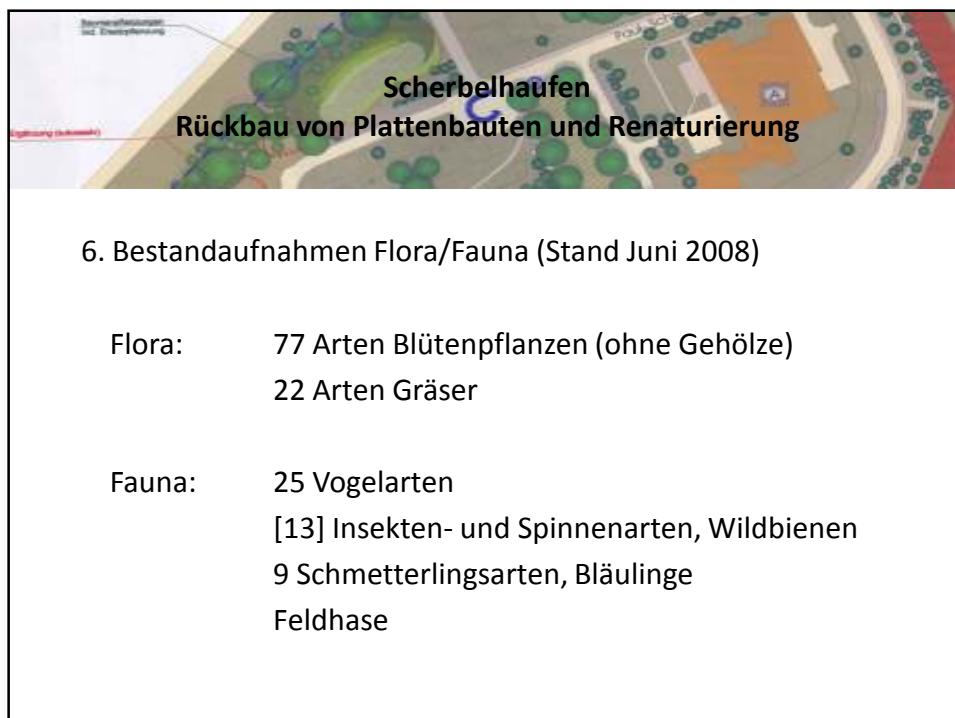 Scherbelhaufen
Rückbau von Plattenbauten und Renaturierung
Paul
C
A
6. Bestandaufnahmen Flora/Fauna (Stand Juni 2008)
Flora: 77 Arten Blütenpflanzen (ohne Gehölze)
22 Arten Gräser
Fauna: 25 Vogelarten
[13] Insekten- und Spinnenarten, Wildbienen
9 Schmetterlingsarten, Bläulinge
Feldhase